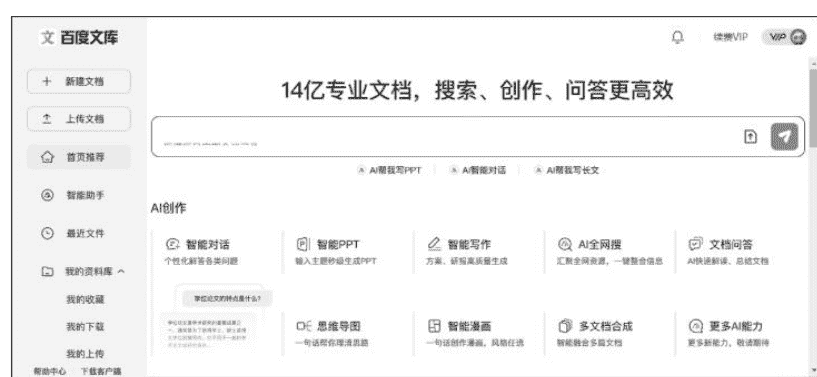 文 百度文库
续费VIP
VIP
新建文档
上传文档
首页推荐
智能助手
最近文件
我的资料库
我的收藏
我的下载
我的上传
帮助中心 下载客户端
14亿专业文档，搜索、创作、问答更高效
AI帮我写PPT AI智能对话 AI帮我写长文
AI创作
智能对话 智能PPT 智能写作 AI全网搜 文档问答
个性化解答各类问题 输入主题秒级生成PPT 方案、研报高质量生成 汇聚全网资源，一键整合信息 AI快速解读、总结文档
学位论文的特点是什么?
思维导图 智能漫画 多文档合成 更多AI能力
一句话帮你理清思路 一句话创作漫画，风格任选 智能融合多篇文档 更多新能力，敬请期待